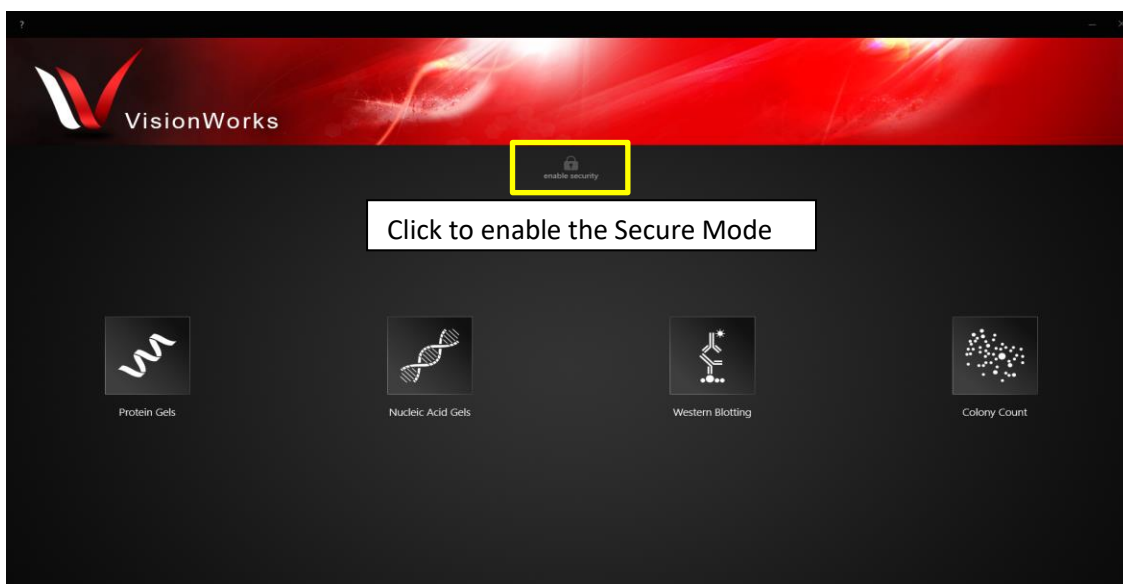 ?
VisionWorks
enable security
Click to enable the Secure Mode
Protein Gels
Nucleic Acid Gels
Western Blotting
Colony Count